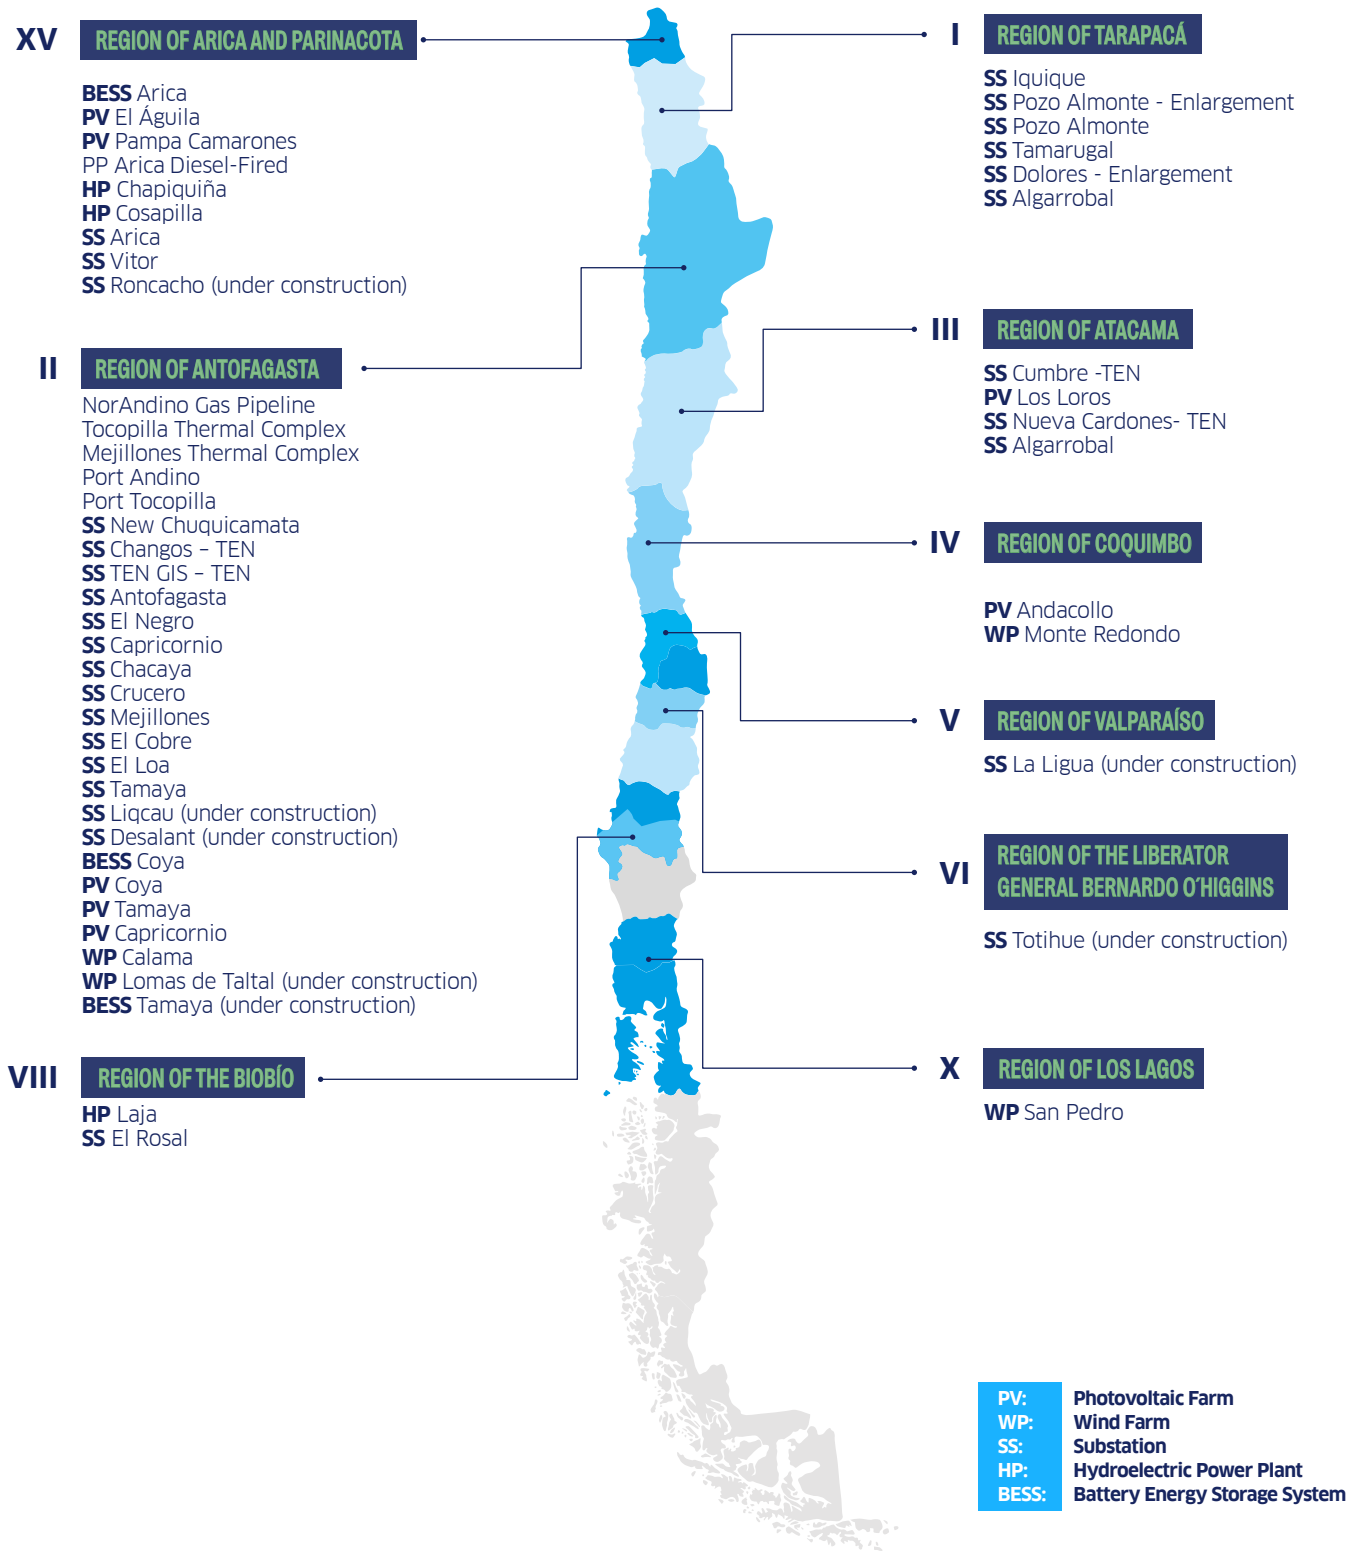 XV REGION OF ARICA AND PARINACOTA
BESS Arica
PV El Águila
PV Pampa Camarones
PP Arica Diesel-Fired
HP Chapiquiña
HP Cosapilla
SS Arica
SS Vitor
SS Roncacho (under construction)
II REGION OF ANTOFAGASTA
NorAndino Gas Pipeline
Tocopilla Thermal Complex
Mejillones Thermal Complex
Port Andino
Port Tocopilla
SS New Chuquicamata
SS Changos – TEN
SS TEN GIS – TEN
SS Antofagasta
SS El Negro
SS Capricornio
SS Chacaya
SS Crucero
SS Mejillones
SS El Cobre
SS El Loa
SS Tamaya
SS Liqcau (under construction)
SS Desalant (under construction)
BESS Coya
PV Coya
PV Tamaya
PV Capricornio
WP Calama
WP Lomas de Taltal (under construction)
BESS Tamaya (under construction)
VIII REGION OF THE BIOBÍO
HP Laja
SS El Rosal
I REGION OF TARAPACÁ
SS Iquique
SS Pozo Almonte - Enlargement
SS Pozo Almonte
SS Tamarugal
SS Dolores - Enlargement
SS Algarrobal
III REGION OF ATACAMA
SS Cumbre -TEN
PV Los Loros
SS Nueva Cardones- TEN
SS Algarrobal
IV REGION OF COQUIMBO
PV Andacollo
WP Monte Redondo
V REGION OF VALPARAÍSO
SS La Ligua (under construction)
VI REGION OF THE LIBERATOR
GENERAL BERNARDO O´HIGGINS
SS Totihue (under construction)
X REGION OF LOS LAGOS
WP San Pedro
PV: Photovoltaic Farm
WP: Wind Farm
SS: Substation
HP: Hydroelectric Power Plant
BESS: Battery Energy Storage System